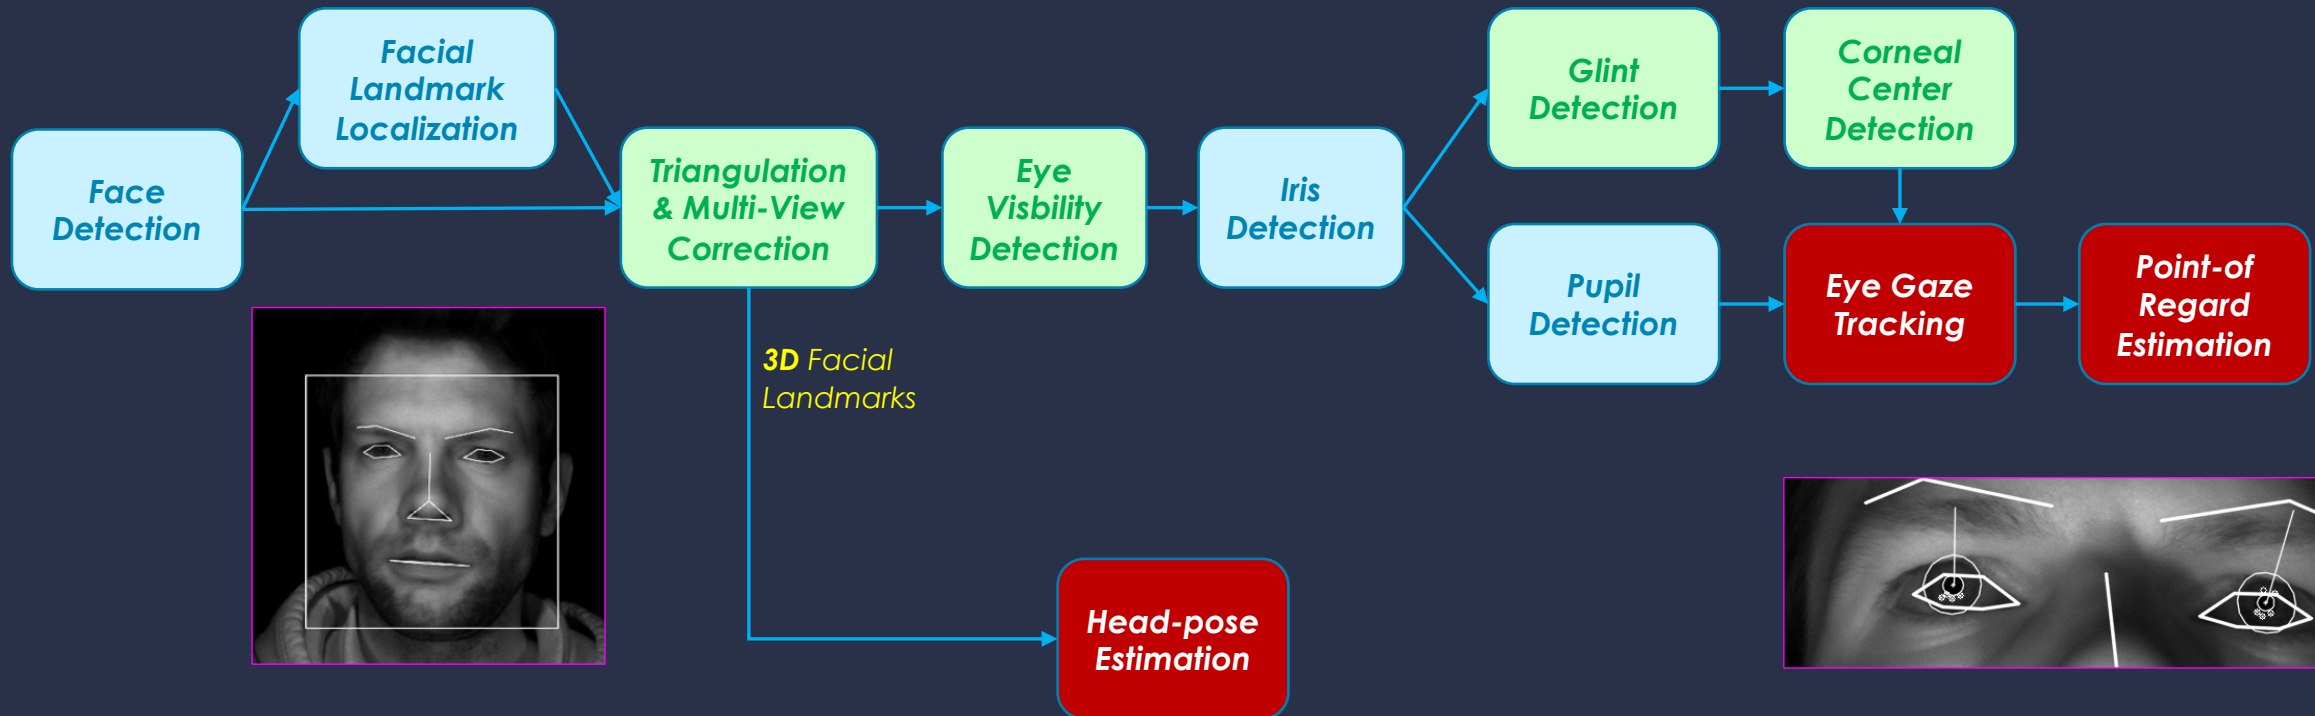 Face
Detection
Facial
Landmark
Localization
Triangulation
& Multi-View
Correction
Eye
Visbility
Detection
Iris
Detection
Glint
Detection
Corneal
Center
Detection
Pupil
Detection
Eye Gaze
Tracking
Point-of
Regard
Estimation
3D Facial
Landmarks
Head-pose
Estimation